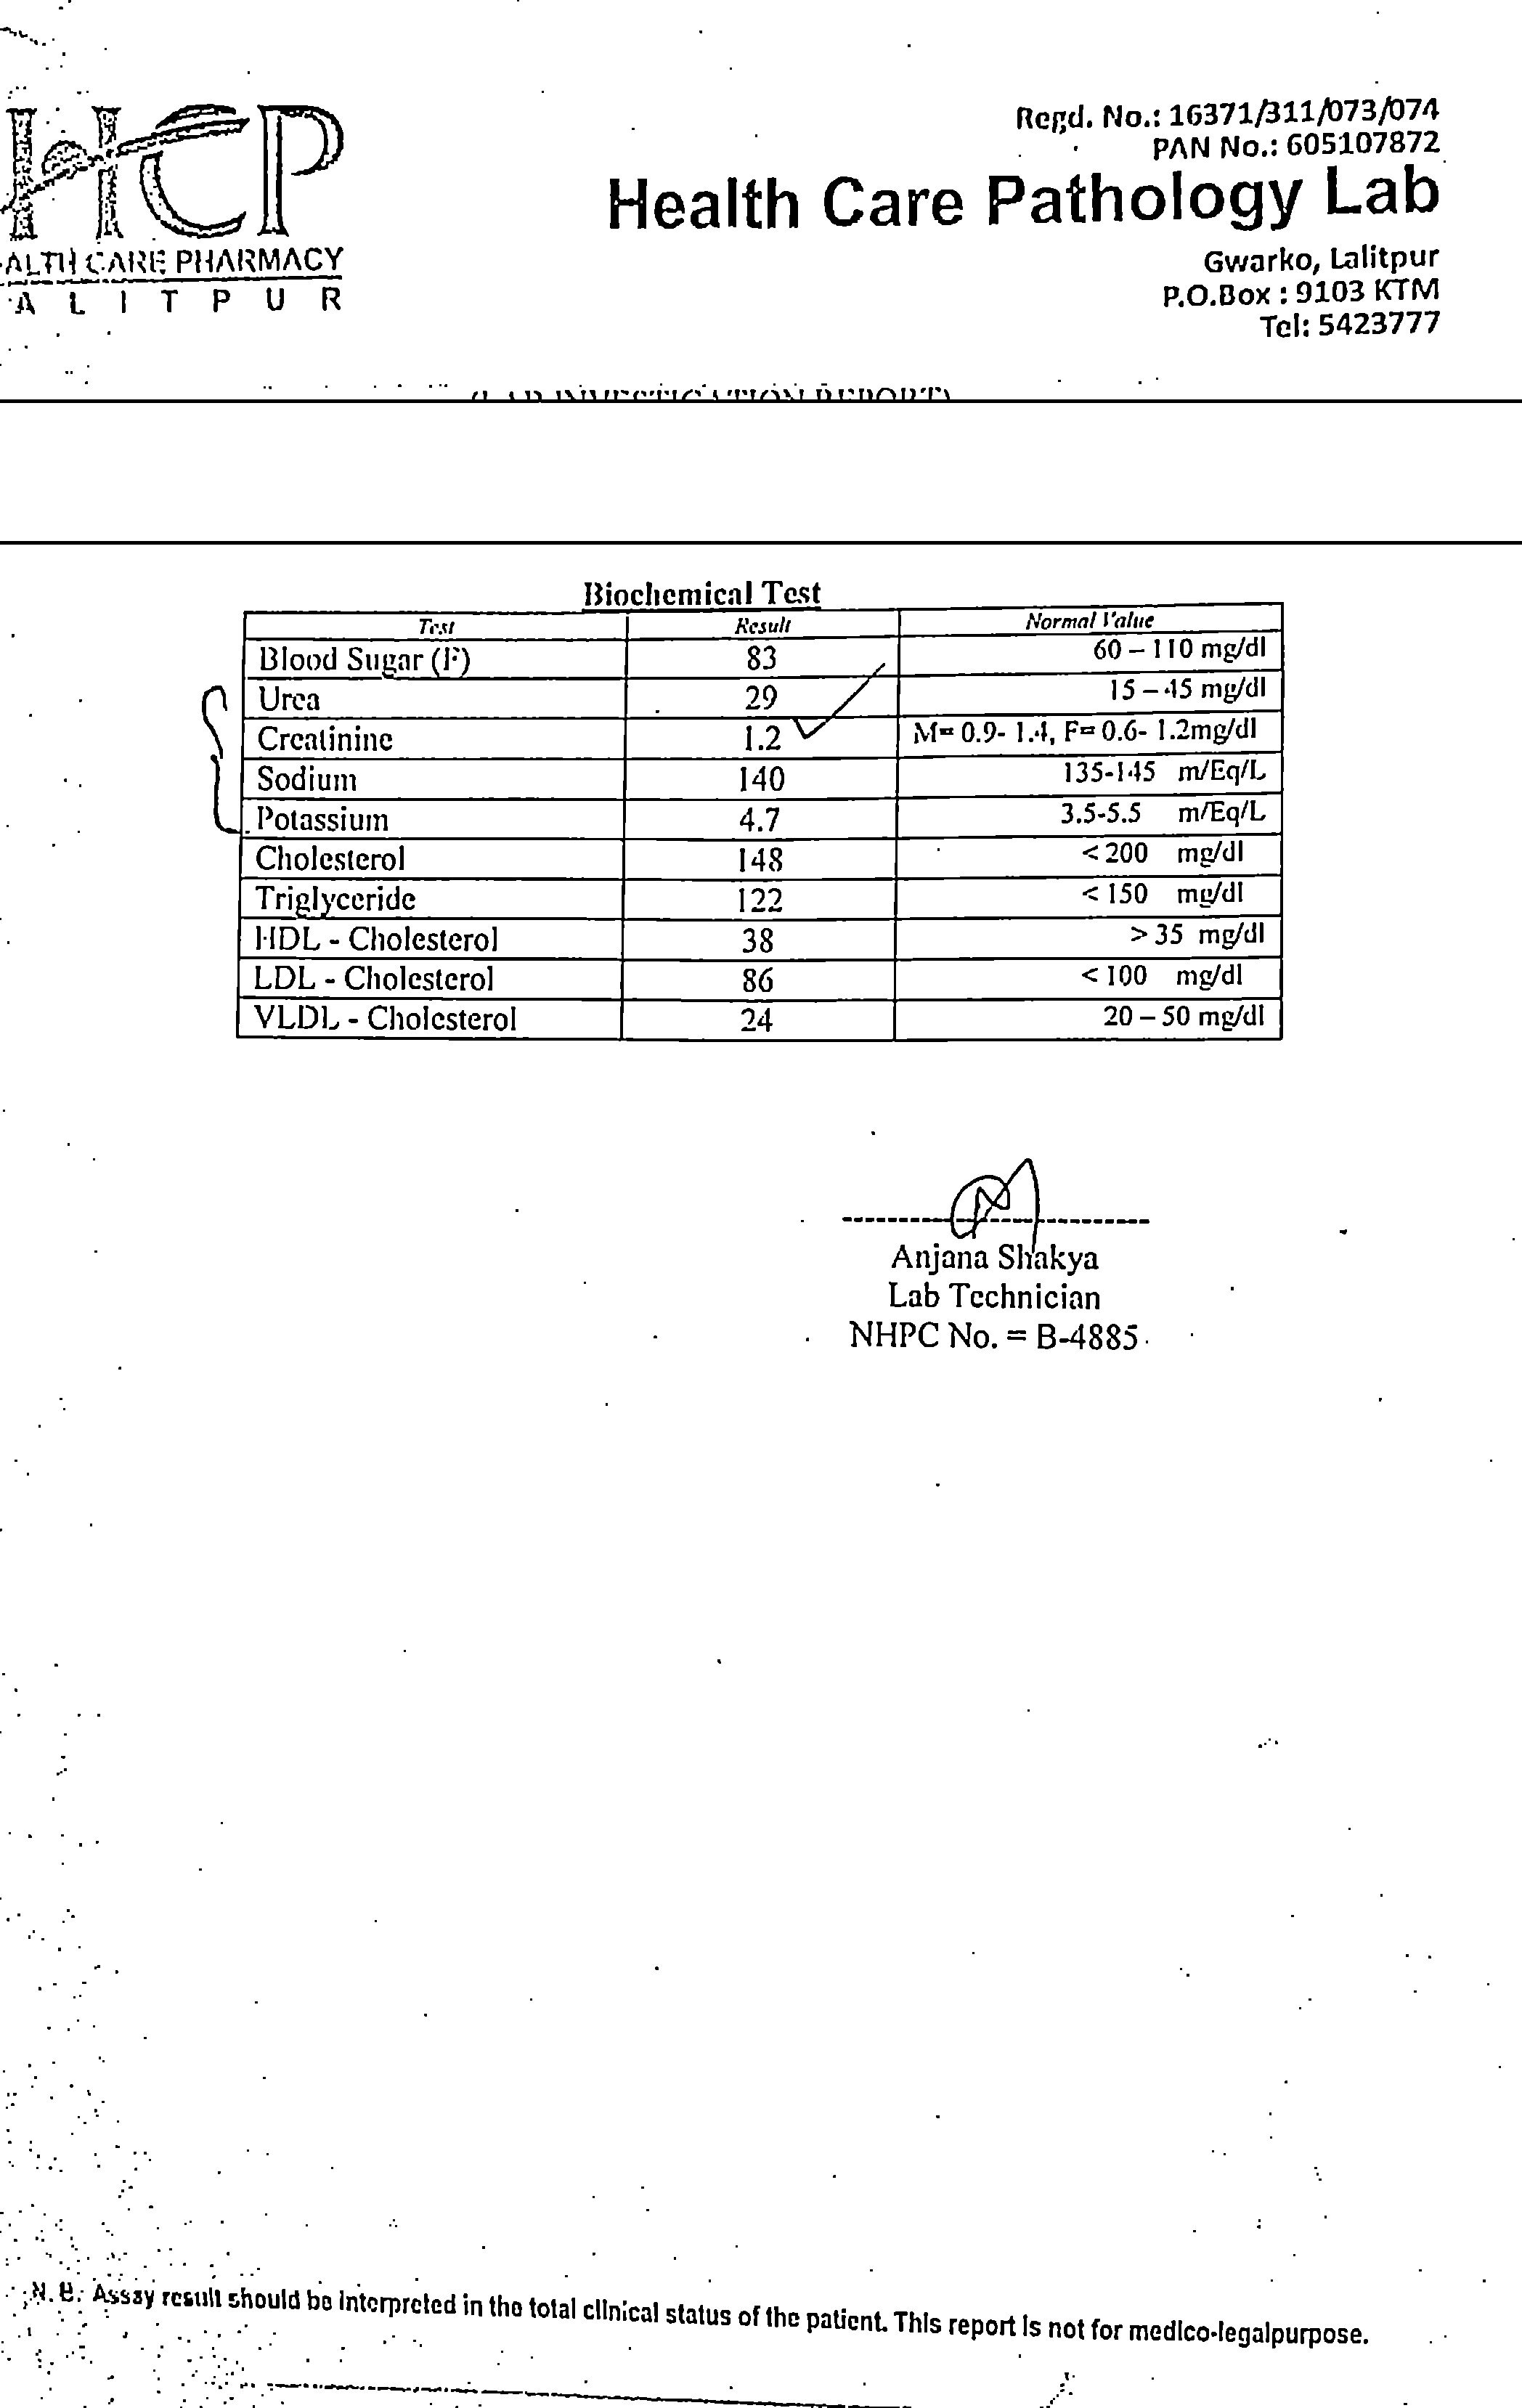 HCP
ALTH CARE PHARMACY
A L I T P U R
Regd. No.: 16371/311/073/074
PAN No.: 605107872
Health Care Pathology Lab
Gwarko, Lalitpur
P.O.Box : 9103 KTM
Tel: 5423777
(LAB INVESTIGATION REPORT)
Biochemical Test
Test Result Normal Value
Blood Sugar (F) 83 60 – 110 mg/dl
Urea 29 15 – 45 mg/dl
Creatinine 1.2 M= 0.9- 1.4, F= 0.6- 1.2mg/dl
Sodium 140 135-145 m/Eq/L
Potassium 4.7 3.5-5.5 m/Eq/L
Cholesterol 148 < 200 mg/dl
Triglyceride 122 < 150 mg/dl
HDL - Cholesterol 38 > 35 mg/dl
LDL - Cholesterol 86 < 100 mg/dl
VLDL - Cholesterol 24 20 – 50 mg/dl
Anjana Shakya
Lab Technician
NHPC No. = B-4885
N.B. Assay result should be interpreted in the total clinical status of the patient. This report is not for medico-legalpurpose.